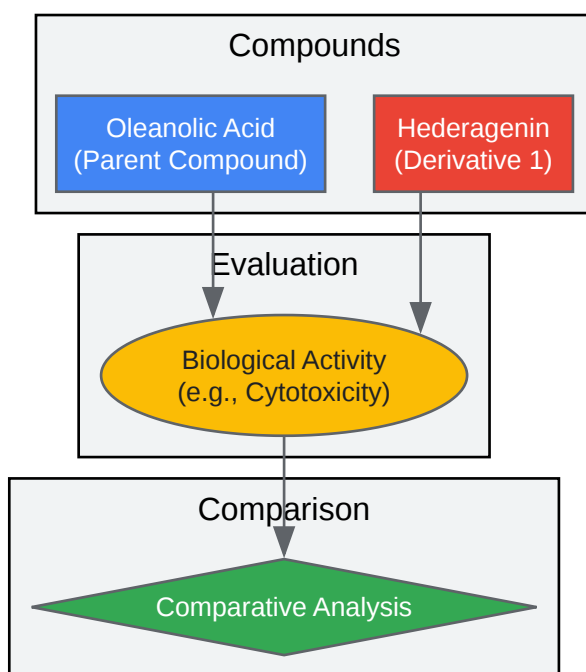 Compounds
Oleanolic Acid
(Parent Compound)
Hederagenin
(Derivative 1)
Evaluation
Biological Activity
(e.g., Cytotoxicity)
Comparison
Comparative Analysis